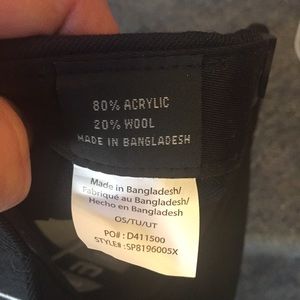 80% ACRYLIC
20% WOOL
MADE IN BANGLADESH
Made in Bangladesh/
Fabriqué au Bangladesh/
Hecho en Bangladesh
OS/TU/UT
PO# : D411500
STYLE# : SP8196005X